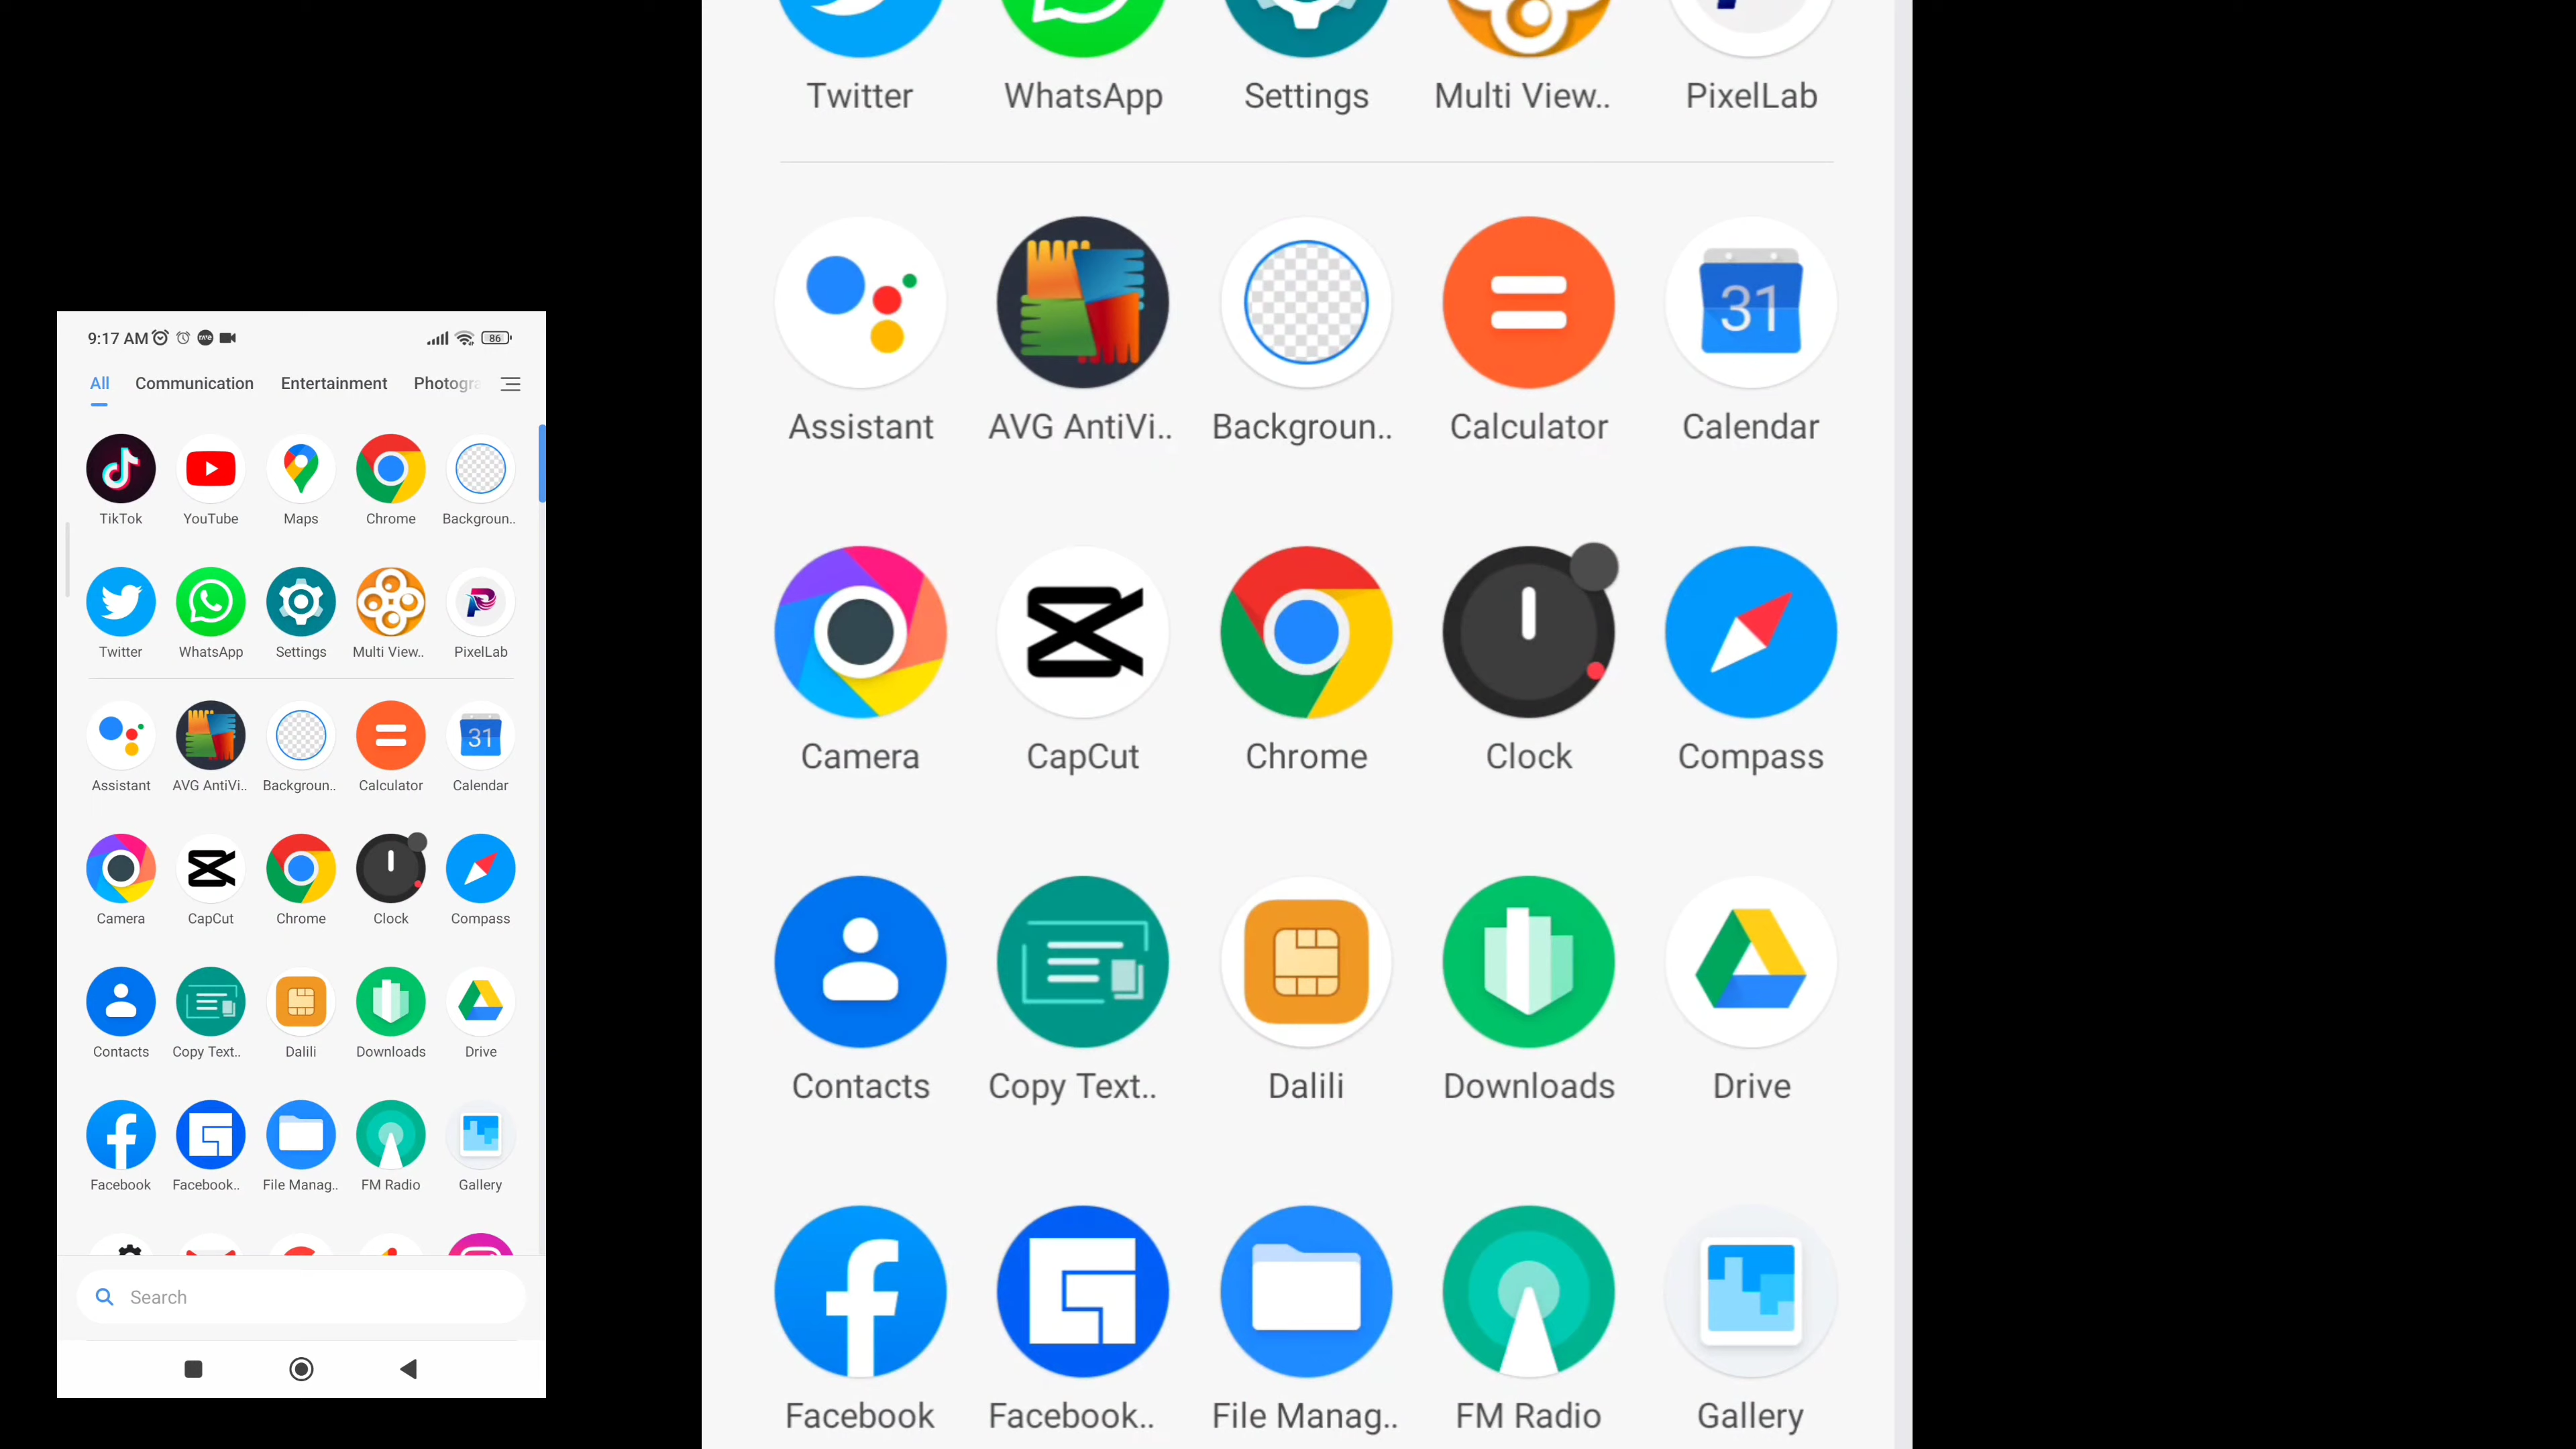 9:17 AM
86
All Communication Entertainment Photogra
TikTok YouTube Maps Chrome Backgroun..
Twitter WhatsApp Settings Multi View.. PixelLab
31
Assistant AVG AntiVi.. Backgroun.. Calculator Calendar
Camera CapCut Chrome Clock Compass
Contacts Copy Text.. Dalili Downloads Drive
Facebook Facebook.. File Manag.. FM Radio Gallery
Search
Twitter WhatsApp Settings Multi View.. PixelLab
31
Assistant AVG AntiVi.. Backgroun.. Calculator Calendar
Camera CapCut Chrome Clock Compass
Contacts Copy Text.. Dalili Downloads Drive
Facebook Facebook.. File Manag.. FM Radio Gallery